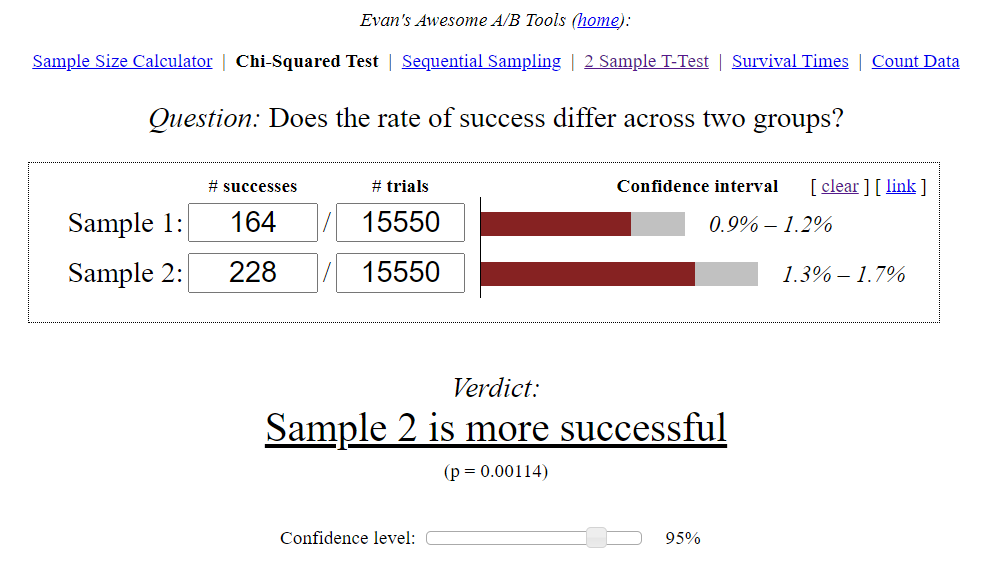 Evan's Awesome A/B Tools (home):
Sample Size Calculator | Chi-Squared Test | Sequential Sampling | 2 Sample T-Test | Survival Times | Count Data
Question: Does the rate of success differ across two groups?
# successes # trials Confidence interval [ clear ] [ link ]
Sample 1: 164 / 15550 0.9% – 1.2%
Sample 2: 228 / 15550 1.3% – 1.7%
Verdict:
Sample 2 is more successful
(p = 0.00114)
Confidence level: 95%